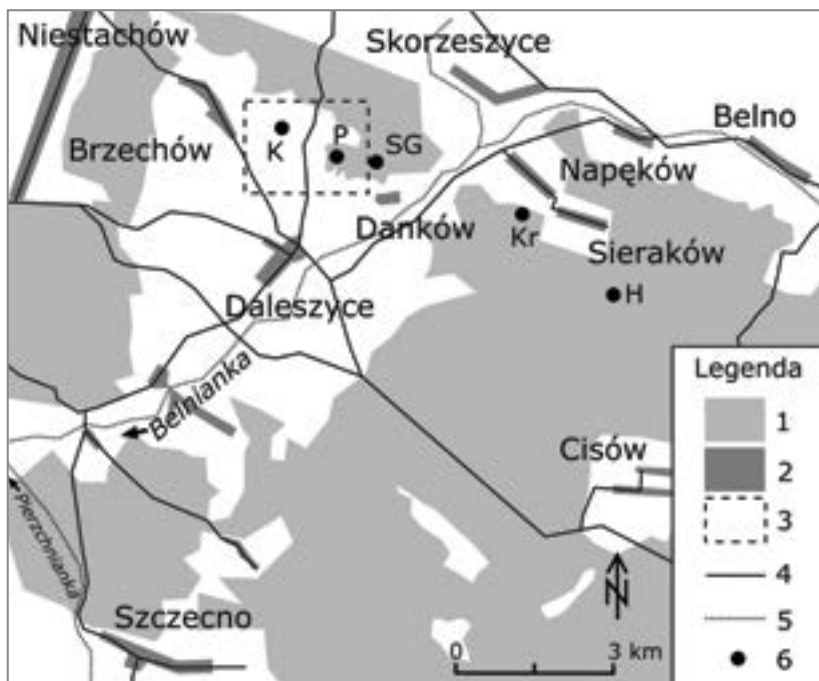 Niestachów
Skorzeszyce
Belno
Brzechów
K
P
SG
Napęków
Danków
Kr
Sieraków
Daleszyce
H
Belnianka
Cisów
Pierzchnianka
Szczecno
N
0 3 km
Legenda
1
2
3
4
5
6